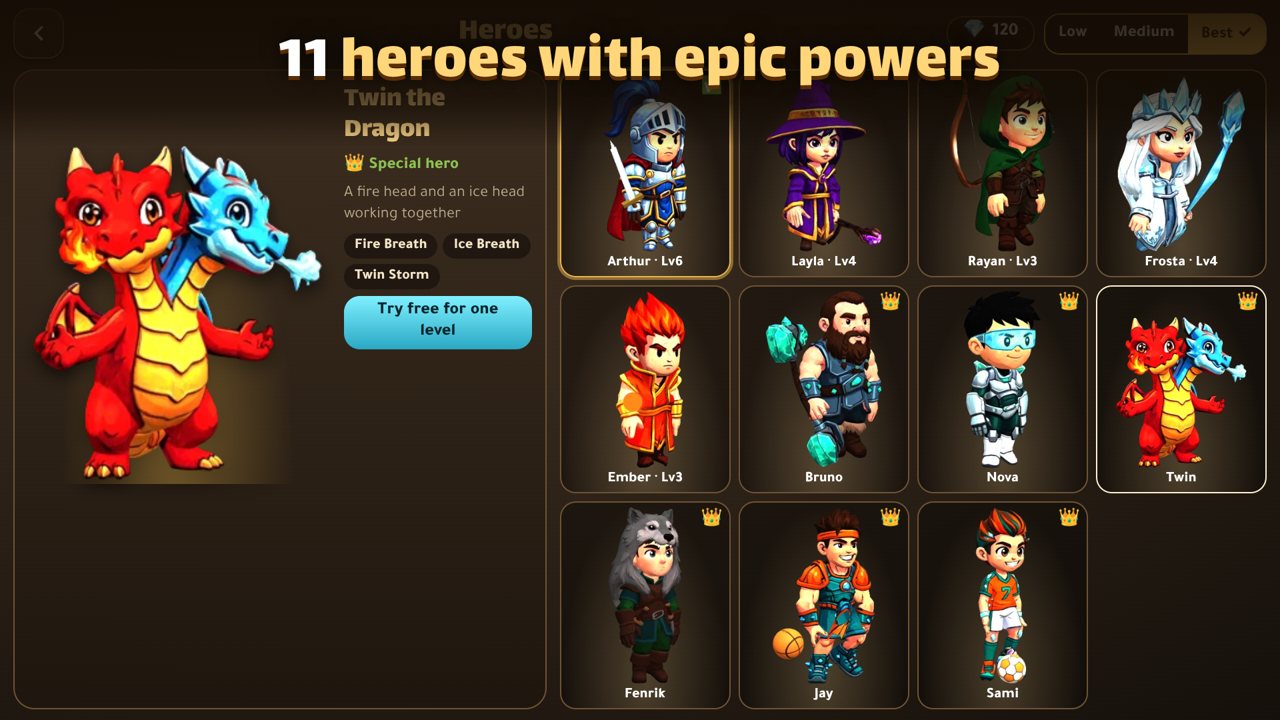 Heroes
120
Low Medium Best ✓
11 heroes with epic powers
Twin the
Dragon
Special hero
A fire head and an ice head
working together
Fire Breath Ice Breath
Twin Storm
Try free for one
level
Arthur · Lv6
Layla · Lv4
Rayan · Lv3
Frosta · Lv4
Ember · Lv3
Bruno
Nova
Twin
Fenrik
Jay
7
Sami